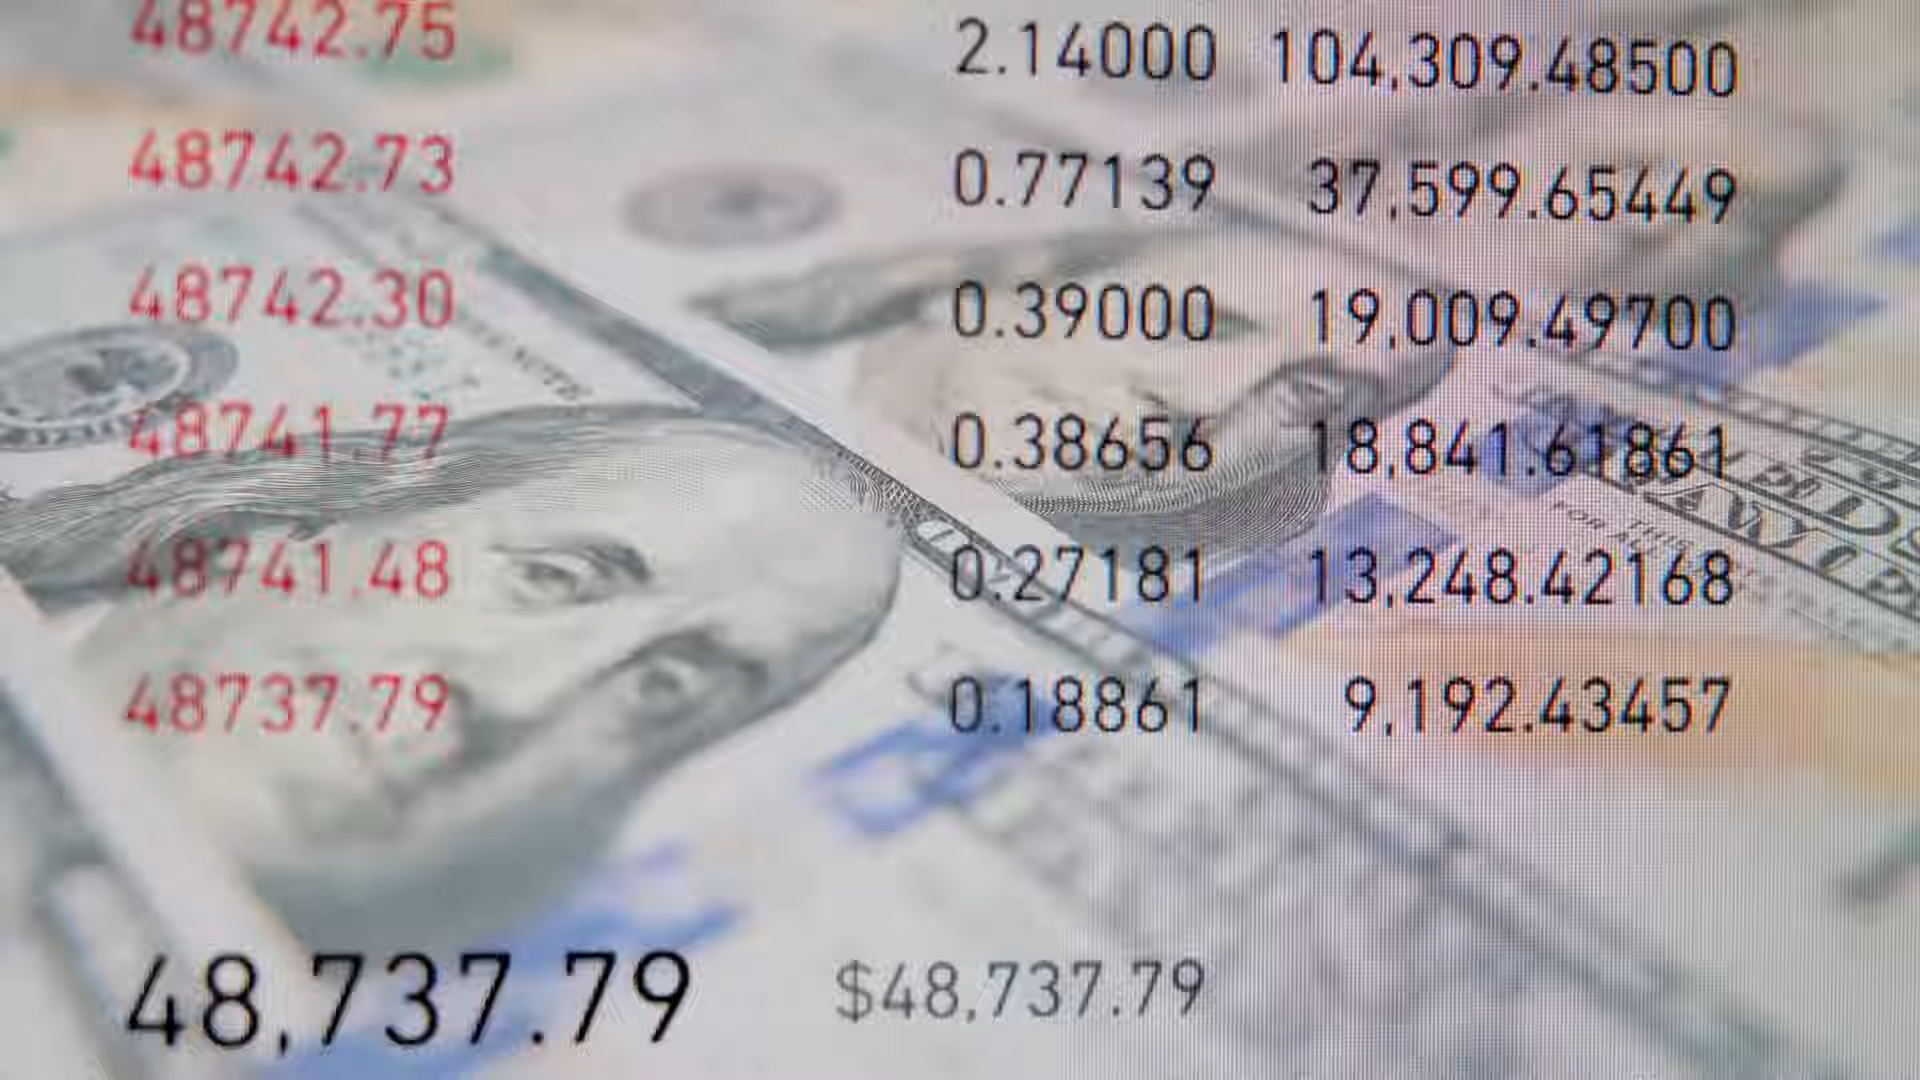 48742.75 2.14000 104,309.48500
48742.73 0.77139 37,599.65449
48742.30 0.39000 19,009.49700
48741.77 0.38656 18,841.61861
48741.48 0.27181 13,248.42168
48737.79 0.18861 9,192.43457
FOR THIS
48,737.79 $48,737.79